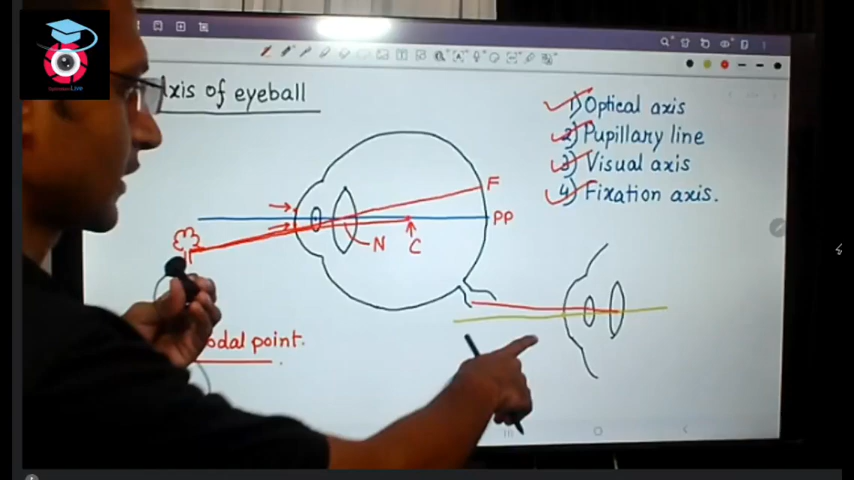 xis of eyeball
1) Optical axis
2) Pupillary line
3) Visual axis
4) Fixation axis.
F
PP
N
C
odal point.